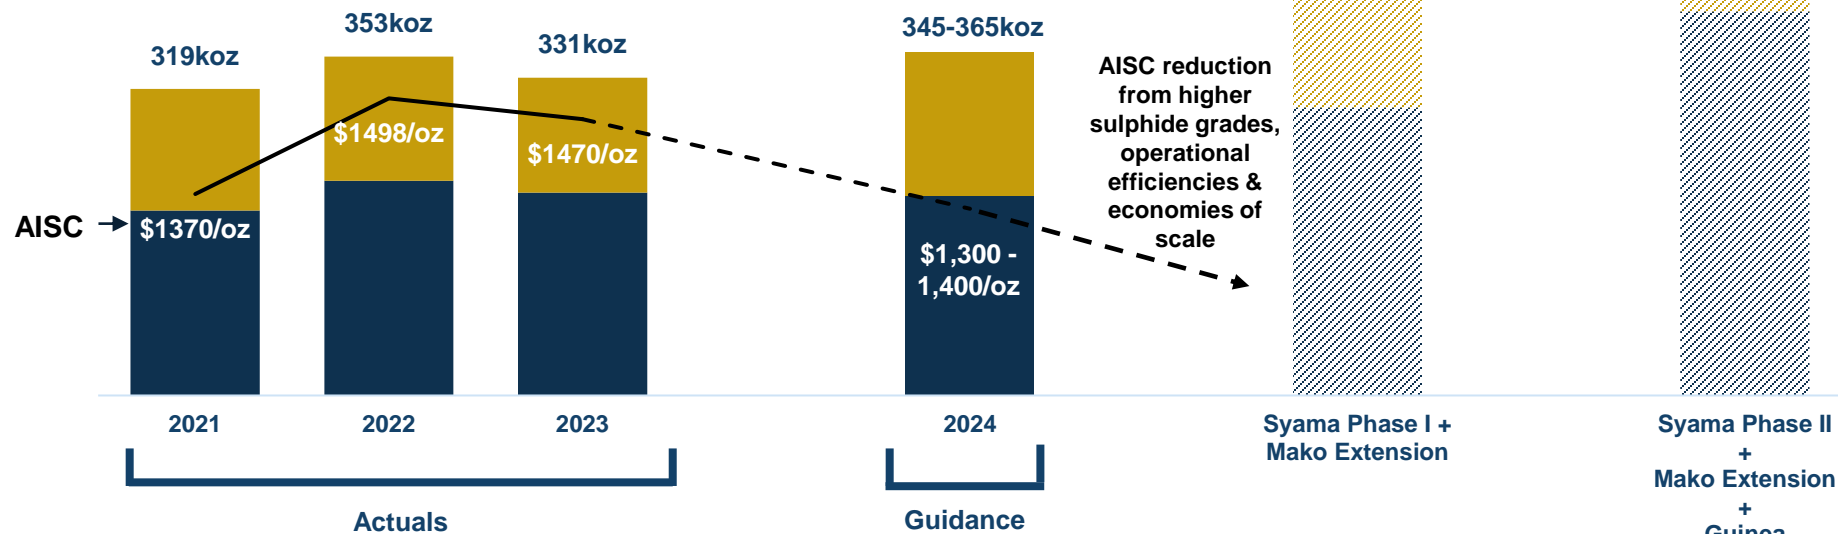 319koz
353koz
331koz
345-365koz
AISC reduction
from higher
sulphide grades,
operational
efficiencies &
economies of
scale
$1498/oz
$1470/oz
AISC
$1370/oz
$1,300 -
1,400/oz
2021
2022
2023
2024
Syama Phase I +
Mako Extension
Syama Phase II
+
Mako Extension
+
Guinea
Actuals
Guidance